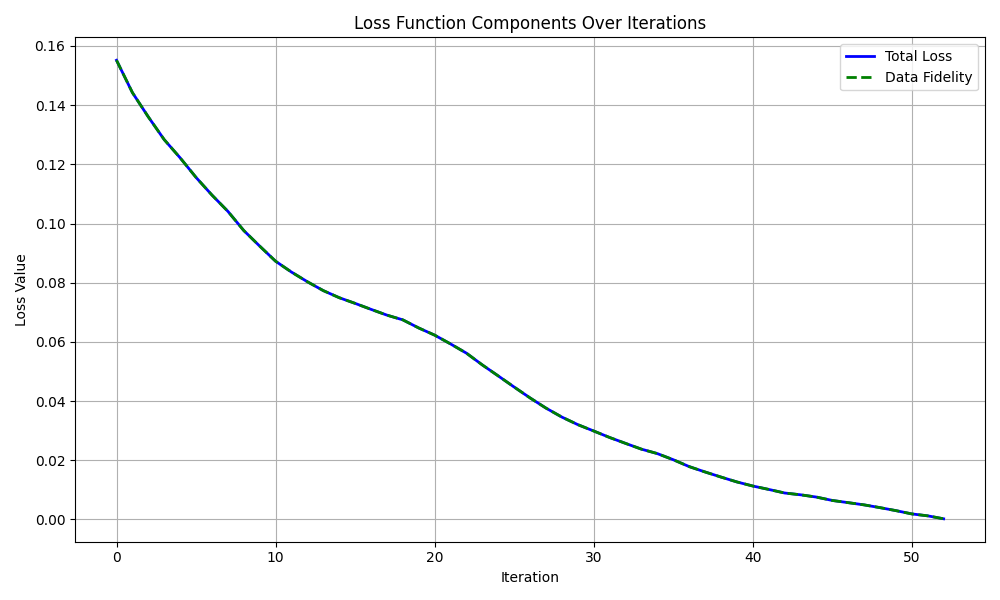 Loss Function Components Over Iterations
Total Loss
Data Fidelity
Loss Value
0.16
0.14
0.12
0.10
0.08
0.06
0.04
0.02
0.00
0 10 20 30 40 50
Iteration